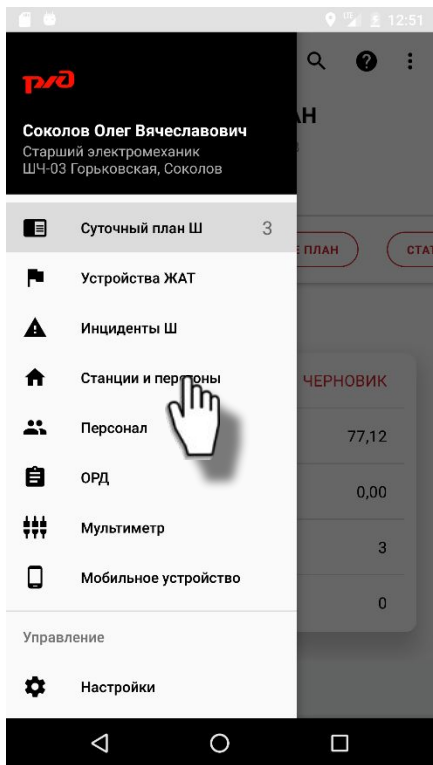 12:51
ржд
АН
Соколов Олег Вячеславович
Старший электромеханик
ШЧ-03 Горьковская, Соколов
Суточный план Ш 3
ПЛАН
СТАТ
Устройства ЖАТ
Инциденты Ш
Станции и перегоны
ЧЕРНОВИК
Персонал
77,12
ОРД
0,00
Мультиметр
3
Мобильное устройство
0
Управление
Настройки